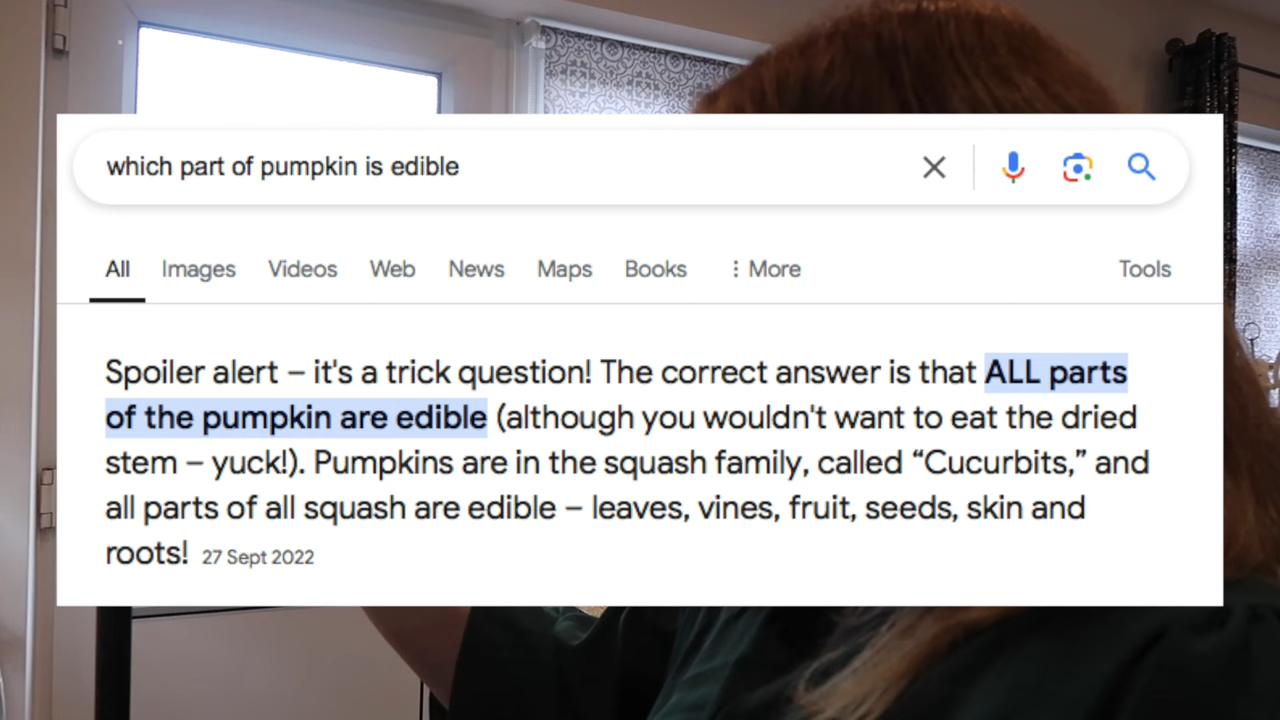 which part of pumpkin is edible
All Images Videos Web News Maps Books More Tools
Spoiler alert – it's a trick question! The correct answer is that ALL parts
of the pumpkin are edible (although you wouldn't want to eat the dried
stem – yuck!). Pumpkins are in the squash family, called “Cucurbits,” and
all parts of all squash are edible – leaves, vines, fruit, seeds, skin and
roots! 27 Sept 2022